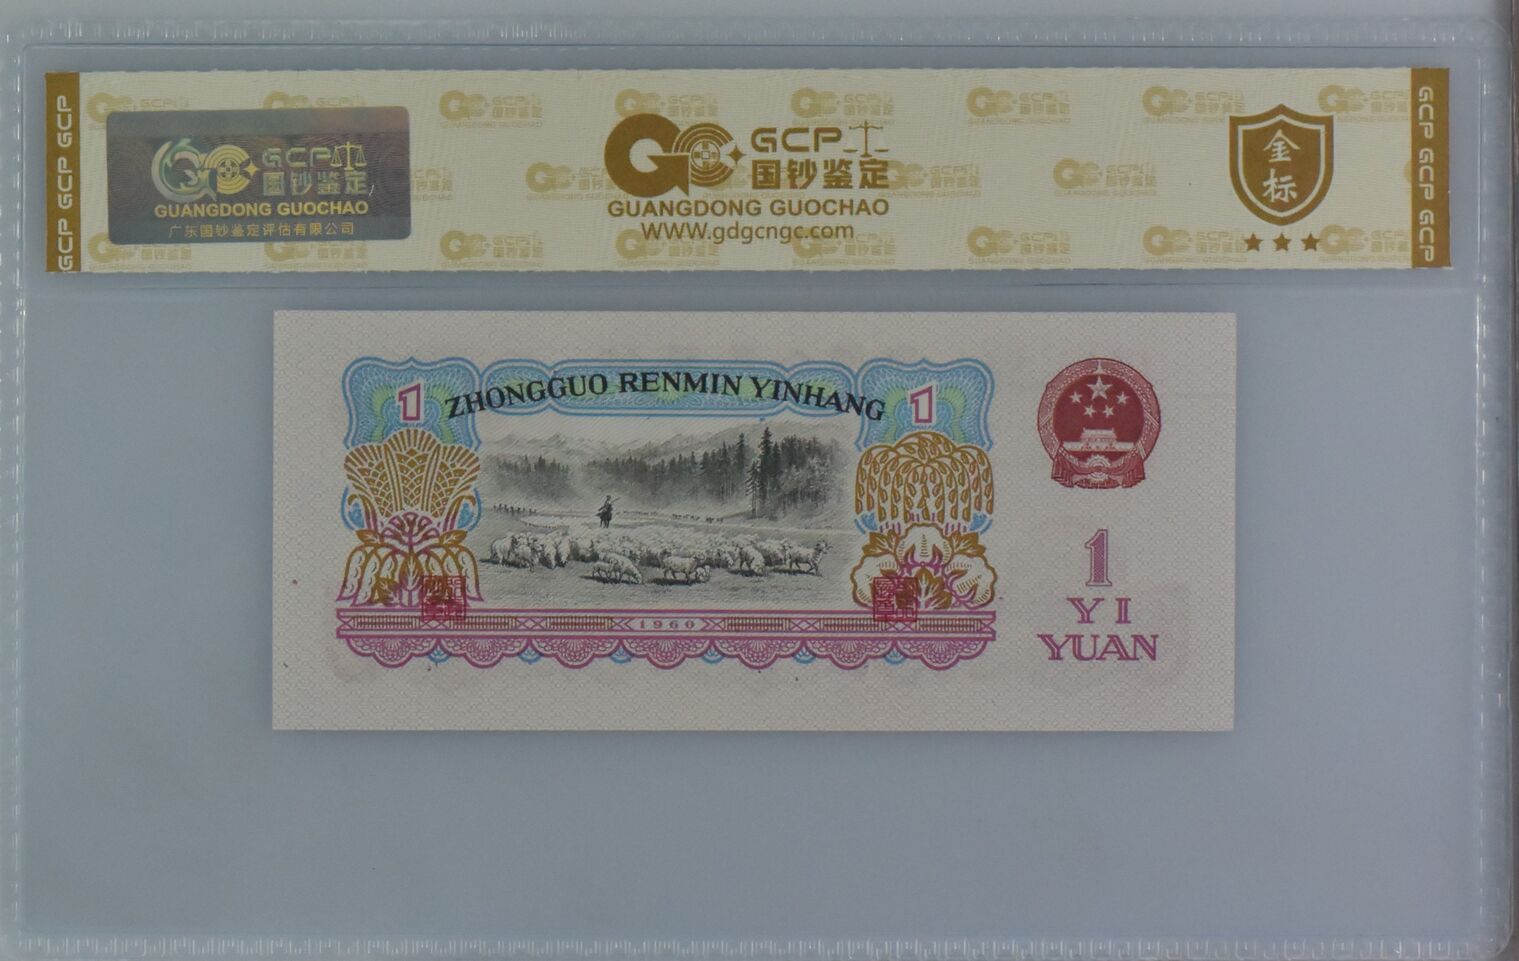 GCP GCP GCP
GCP
国钞鉴定
GUANGDONG GUOCHAO
广东国钞鉴定评估有限公司
GCP
国钞鉴定
GUANGDONG GUOCHAO
WWW.gdgcngc.com
金
标
GCP GCP GCP
1
ZHONGGUO RENMIN YINHANG
1
1960
1
YI
YUAN